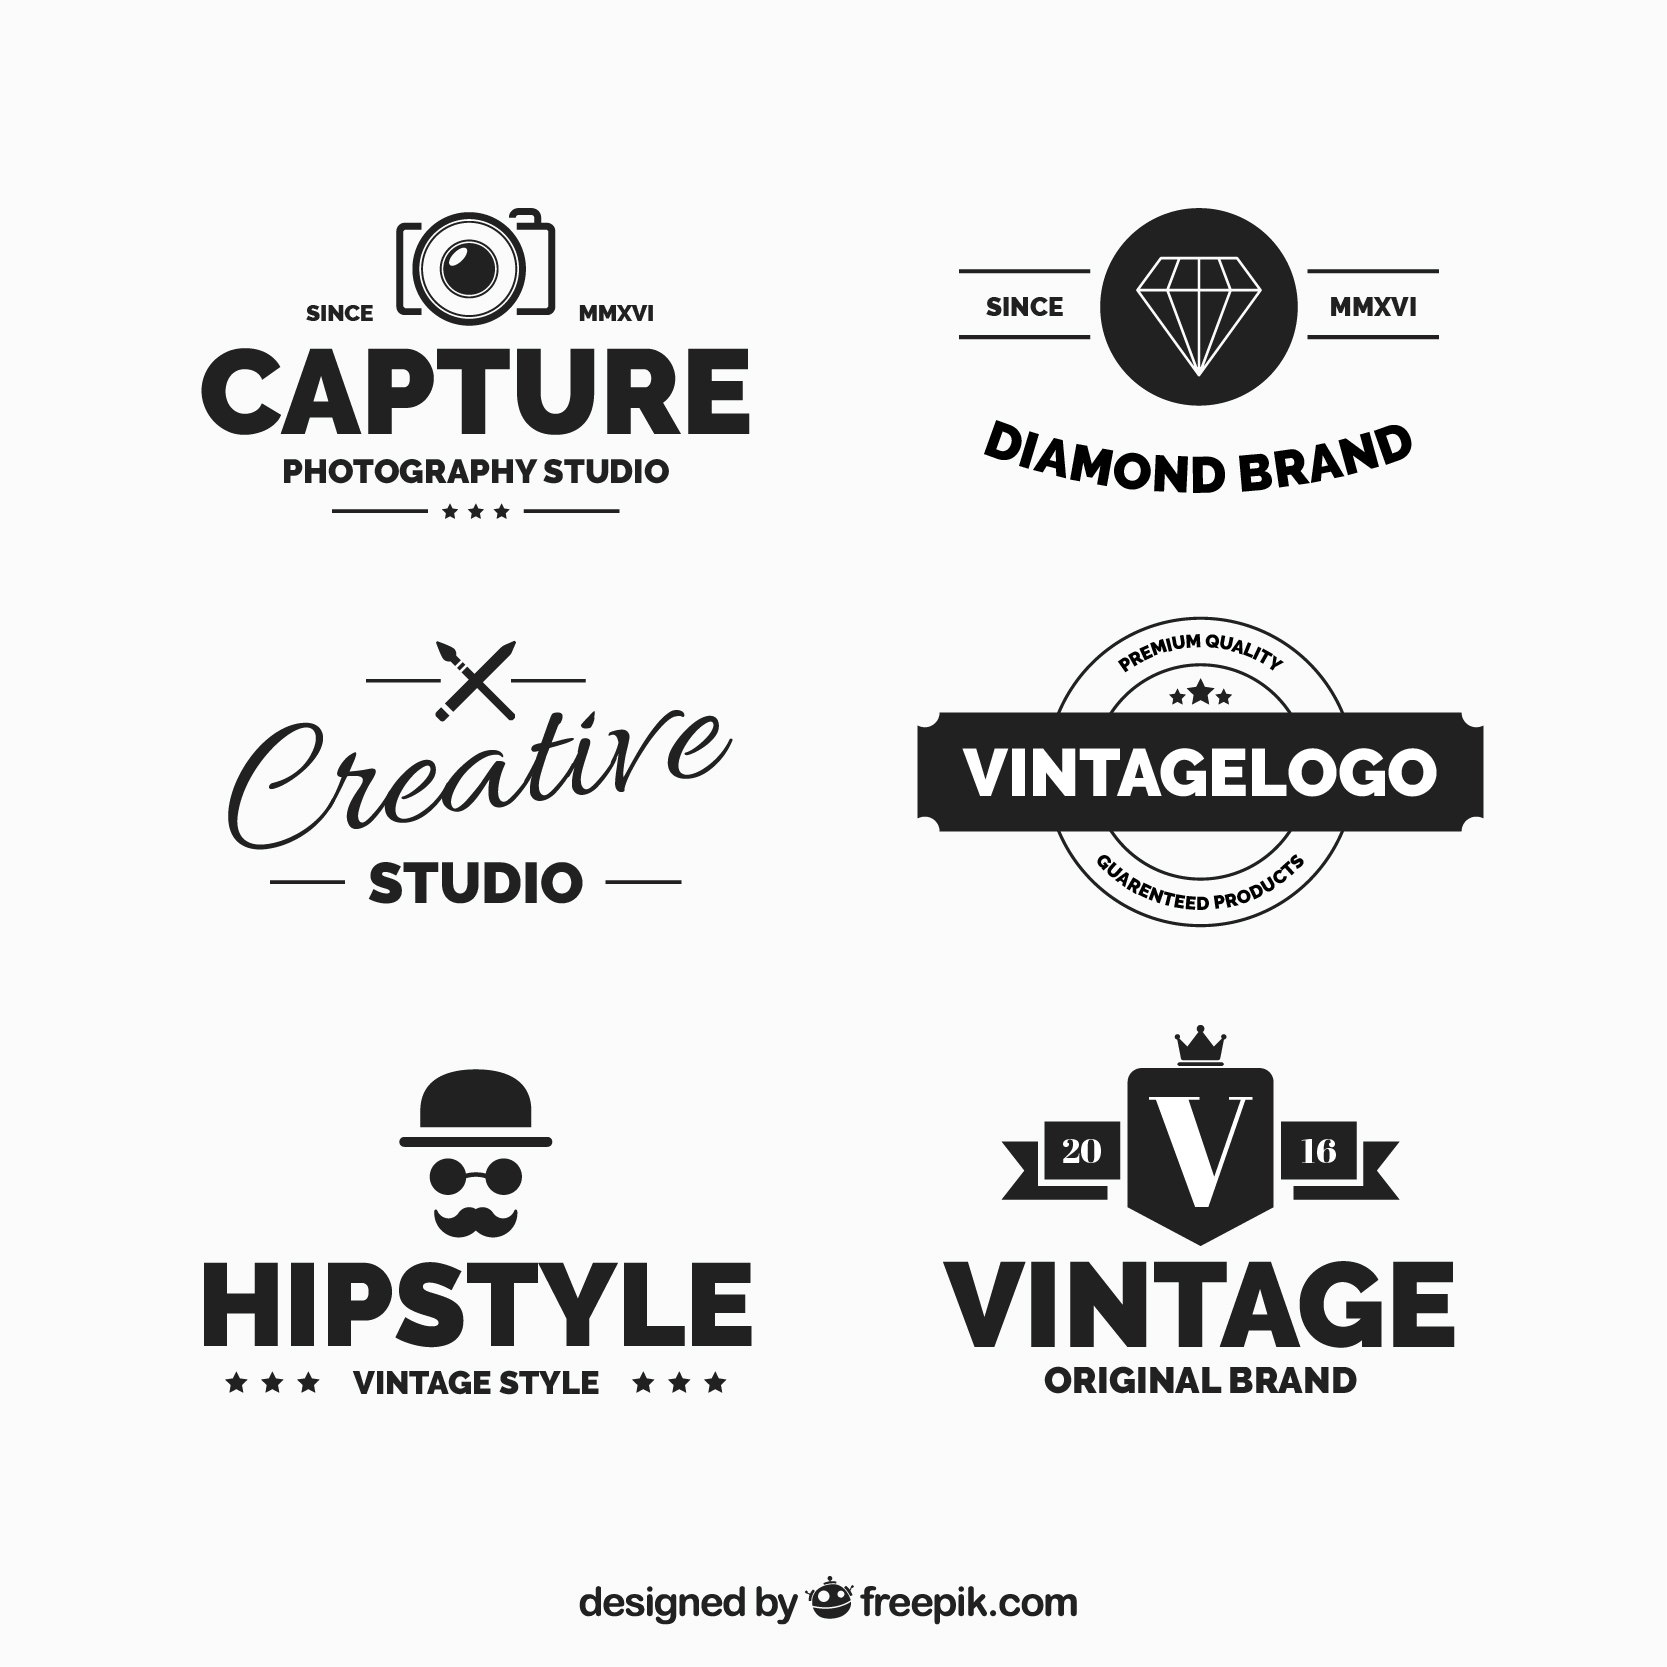 SINCE MMXVI
CAPTURE
PHOTOGRAPHY STUDIO
SINCE MMXVI
DIAMOND BRAND
Creative
STUDIO
PREMIUM QUALITY
VINTAGELOGO
GUARENTEED PRODUCTS
HIPSTYLE
VINTAGE STYLE
20 V 16
VINTAGE
ORIGINAL BRAND
designed by freepik.com